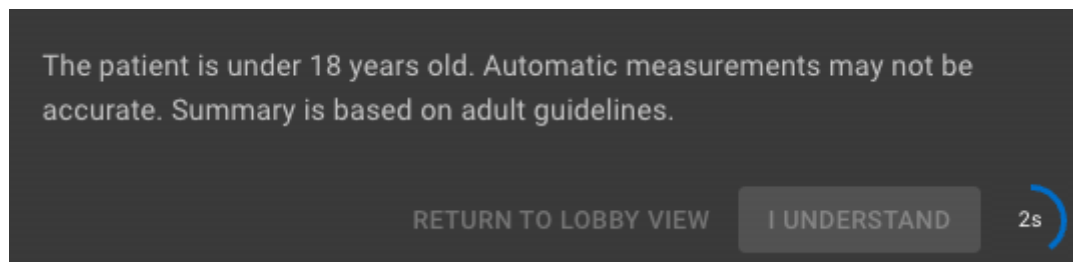 The patient is under 18 years old. Automatic measurements may not be
accurate. Summary is based on adult guidelines.
RETURN TO LOBBY VIEW I UNDERSTAND 2s